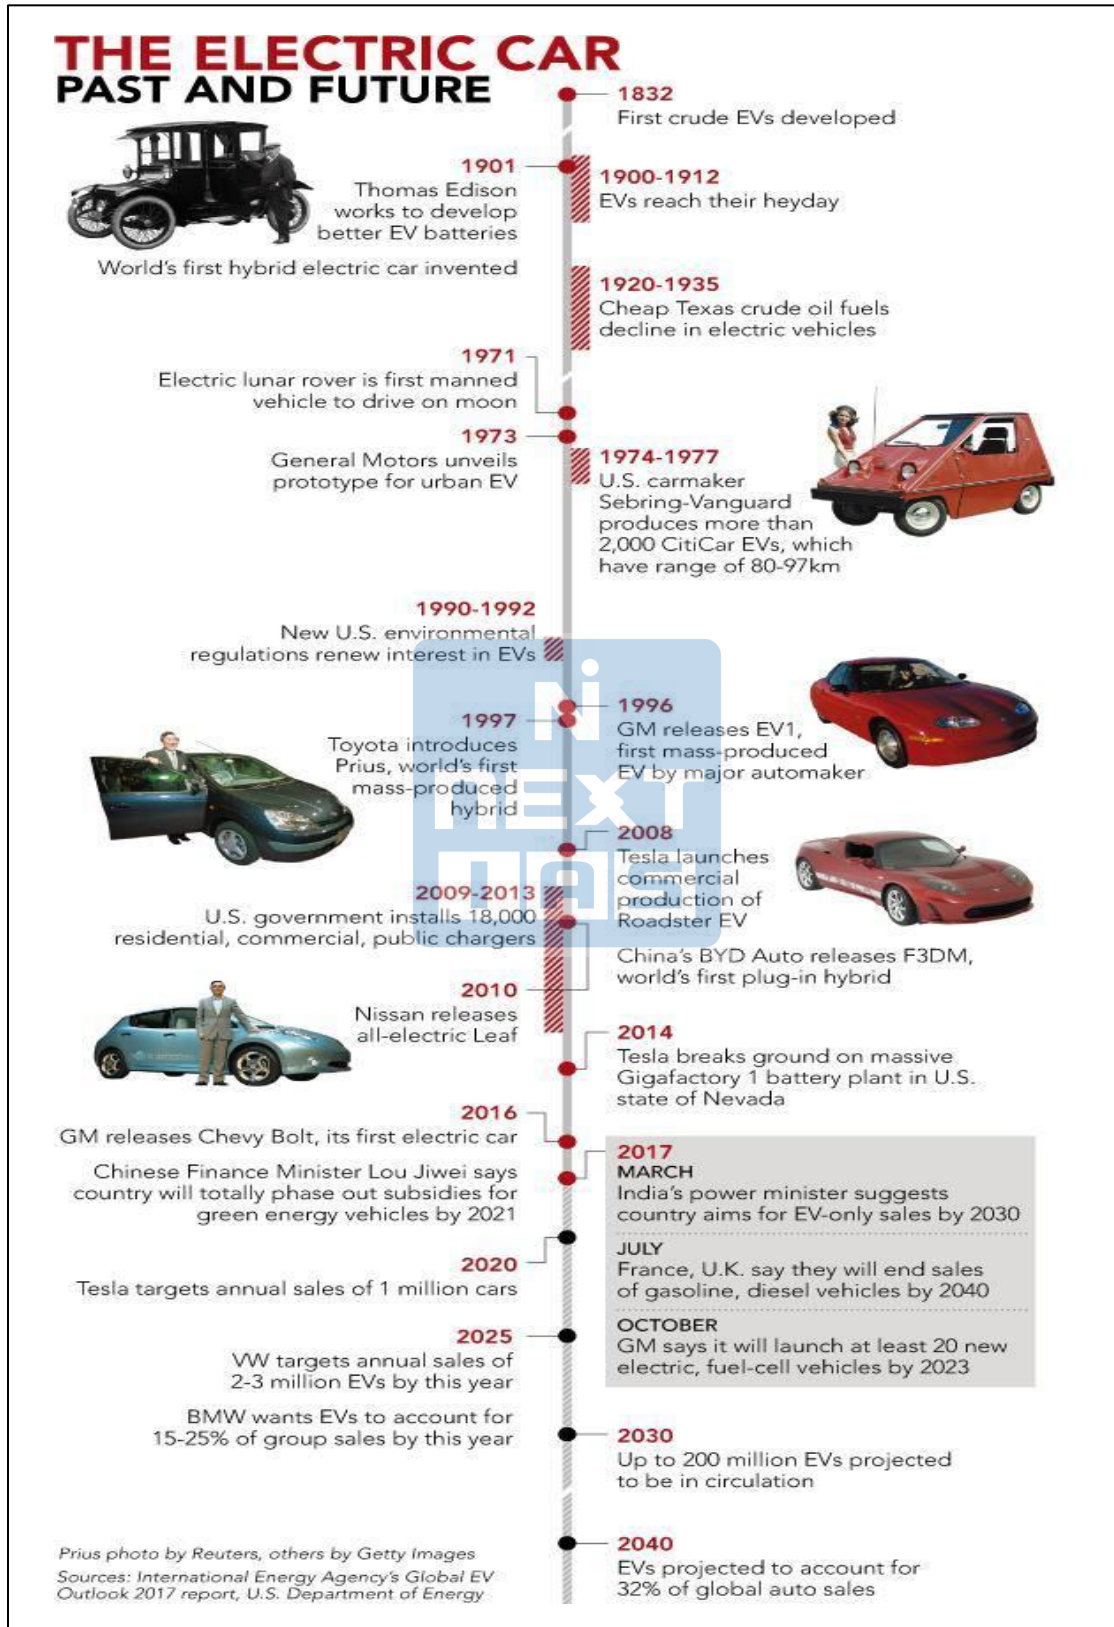 THE ELECTRIC CAR
PAST AND FUTURE
1832
First crude EVs developed
1901
Thomas Edison
works to develop
better EV batteries
World's first hybrid electric car invented
1900-1912
EVs reach their heyday
1920-1935
Cheap Texas crude oil fuels
decline in electric vehicles
1971
Electric lunar rover is first manned
vehicle to drive on moon
1973
General Motors unveils
prototype for urban EV
1974-1977
U.S. carmaker
Sebring-Vanguard
produces more than
2,000 CitiCar EVs, which
have range of 80-97km
1990-1992
New U.S. environmental
regulations renew interest in EVs
1996
GM releases EV1,
first mass-produced
EV by major automaker
1997
Toyota introduces
Prius, world's first
mass-produced
hybrid
NEXT
IAS
2008
Tesla launches
commercial
production of
Roadster EV
China's BYD Auto releases F3DM,
world's first plug-in hybrid
2009-2013
U.S. government installs 18,000
residential, commercial, public chargers
2010
Nissan releases
all-electric Leaf
2014
Tesla breaks ground on massive
Gigafactory 1 battery plant in U.S.
state of Nevada
2016
GM releases Chevy Bolt, its first electric car
Chinese Finance Minister Lou Jiwei says
country will totally phase out subsidies for
green energy vehicles by 2021
2017
MARCH
India's power minister suggests
country aims for EV-only sales by 2030
JULY
France, U.K. say they will end sales
of gasoline, diesel vehicles by 2040
OCTOBER
GM says it will launch at least 20 new
electric, fuel-cell vehicles by 2023
2020
Tesla targets annual sales of 1 million cars
2025
VW targets annual sales of
2-3 million EVs by this year
BMW wants EVs to account for
15-25% of group sales by this year
2030
Up to 200 million EVs projected
to be in circulation
2040
EVs projected to account for
32% of global auto sales
Prius photo by Reuters, others by Getty Images
Sources: International Energy Agency's Global EV
Outlook 2017 report, U.S. Department of Energy